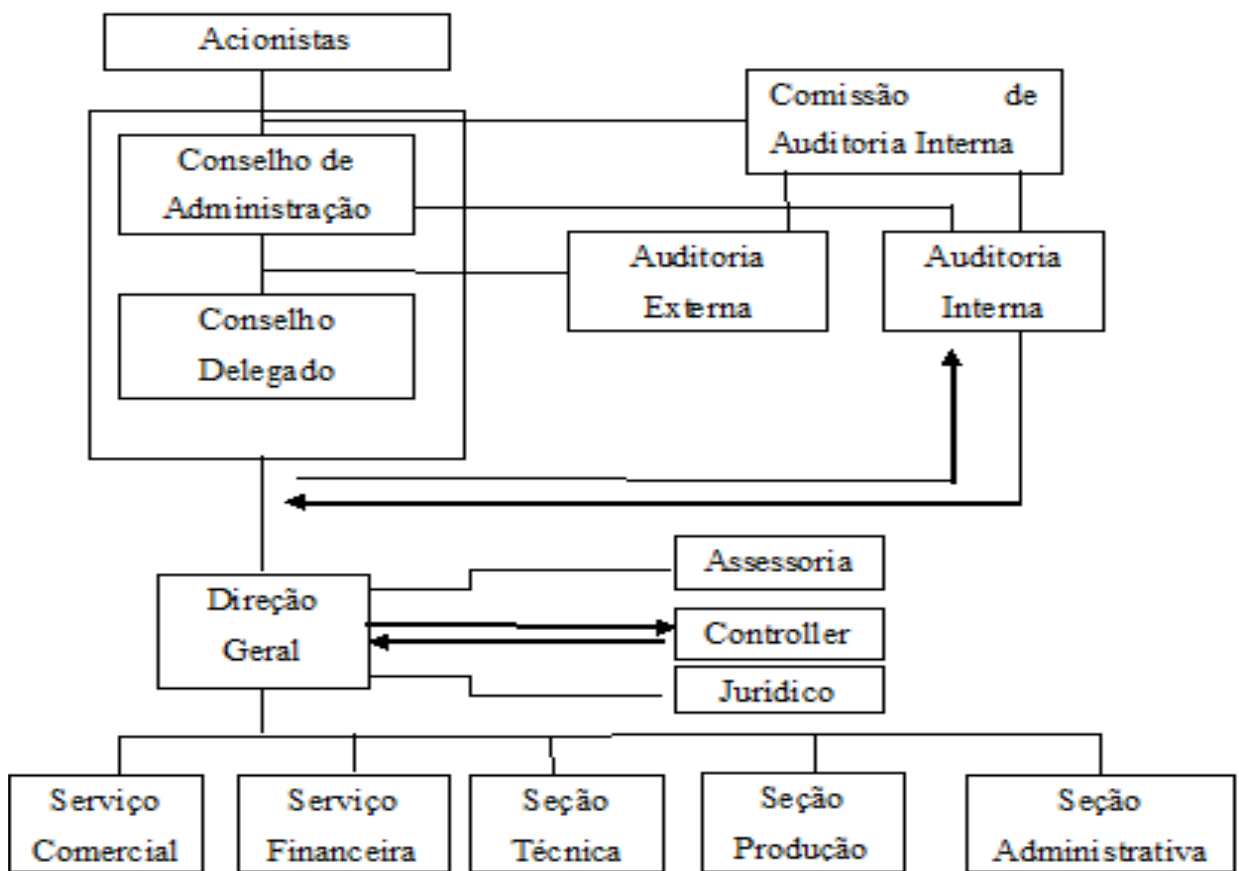 Acionistas
Comissão de
Auditoria Interna
Conselho de
Administração
Auditoria
Externa
Auditoria
Interna
Conselho
Delegado
Assessoria
Direção
Geral
Controller
Jurídico
Serviço
Comercial
Serviço
Financeira
Seção
Técnica
Seção
Produção
Seção
Administrativa